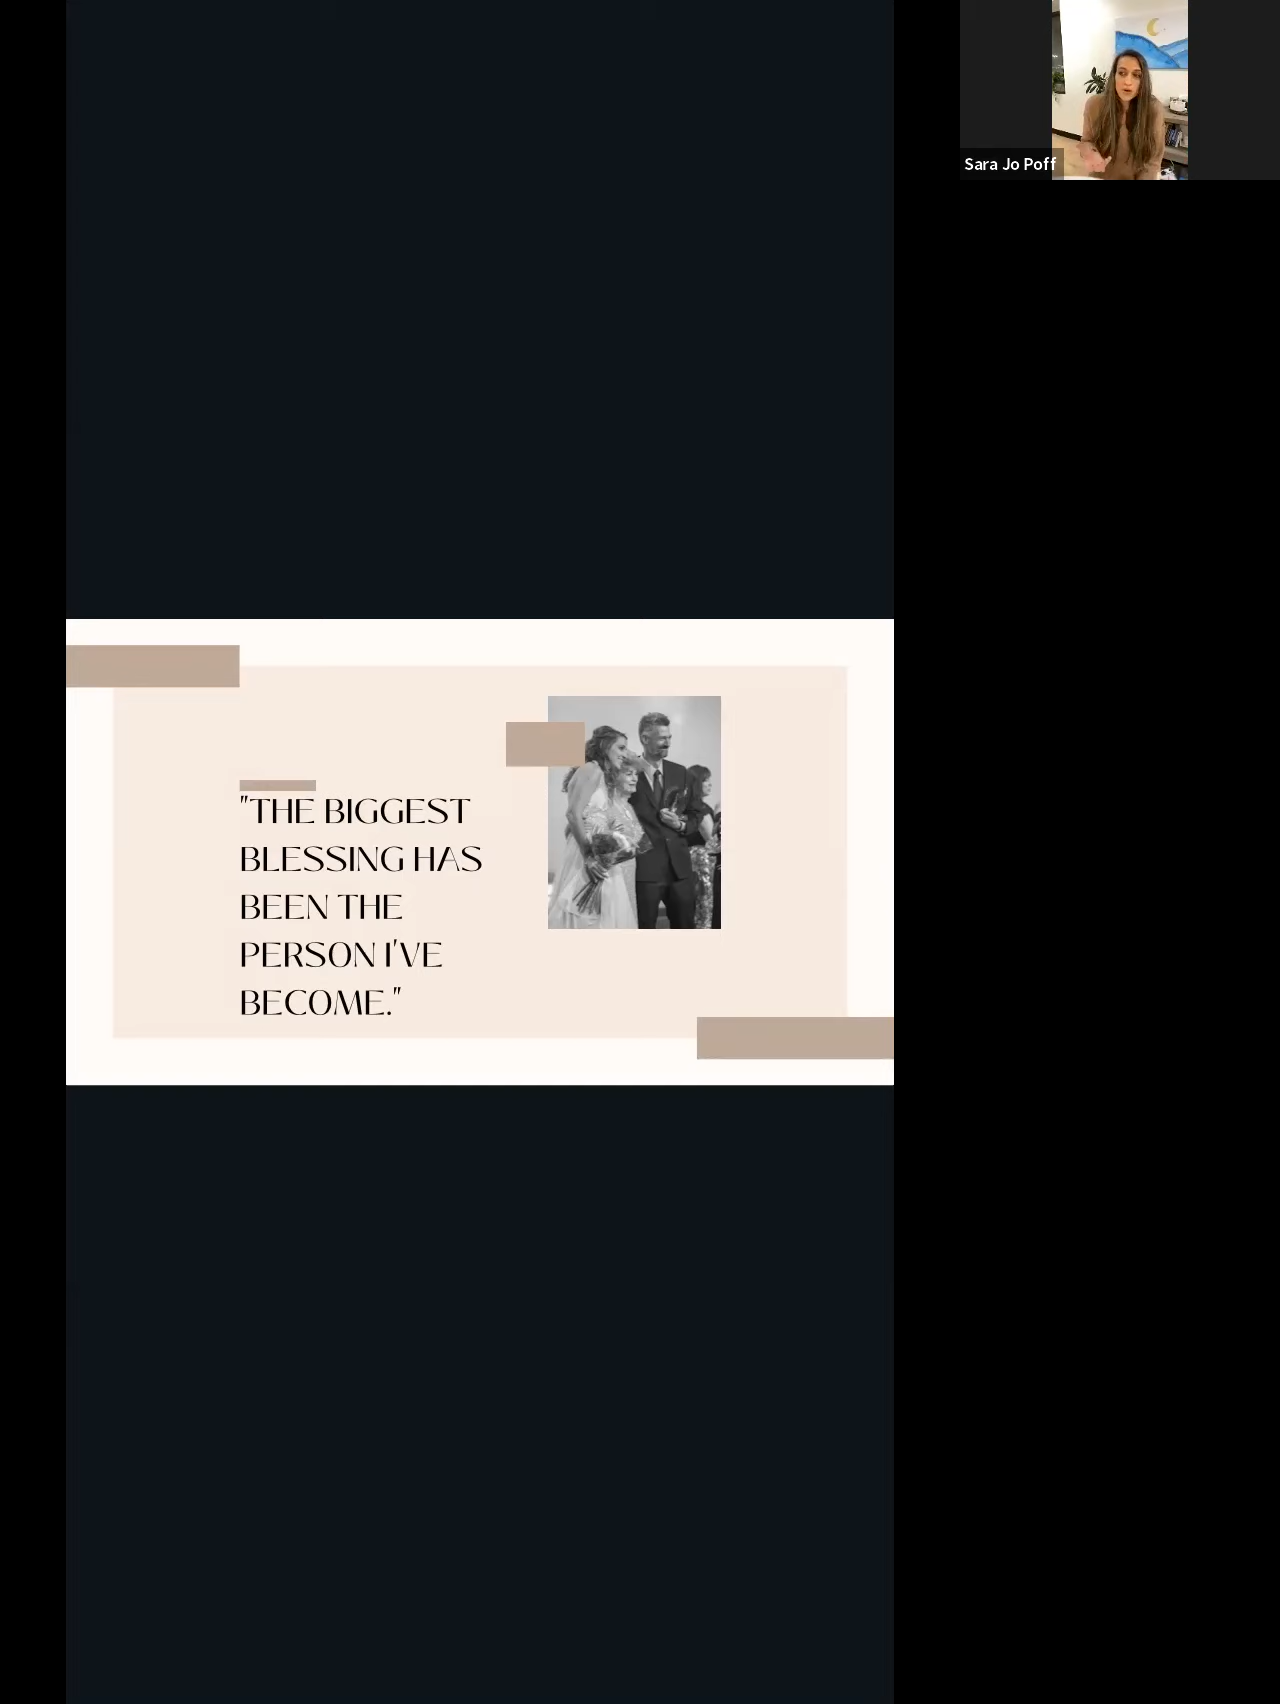 Sara Jo Poff
"THE BIGGEST
BLESSING HAS
BEEN THE
PERSON I'VE
BECOME."